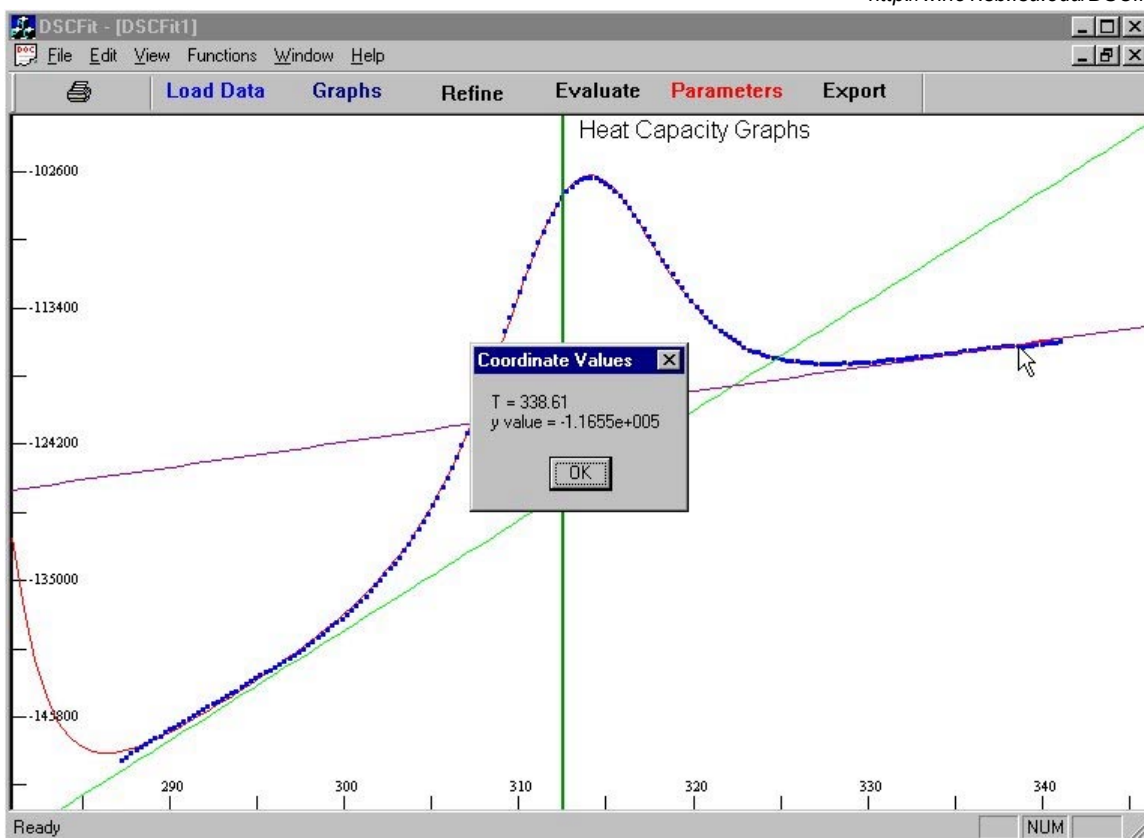 DSCFit - [DSCFit1]
File Edit View Functions Window Help
Load Data Graphs Refine Evaluate Parameters Export
Heat Capacity Graphs
-102600
-113400
Coordinate Values
T = 338.61
y value = -1.1655e+005
OK
-124200
-135000
-145800
290 300 310 320 330 340
Ready NUM